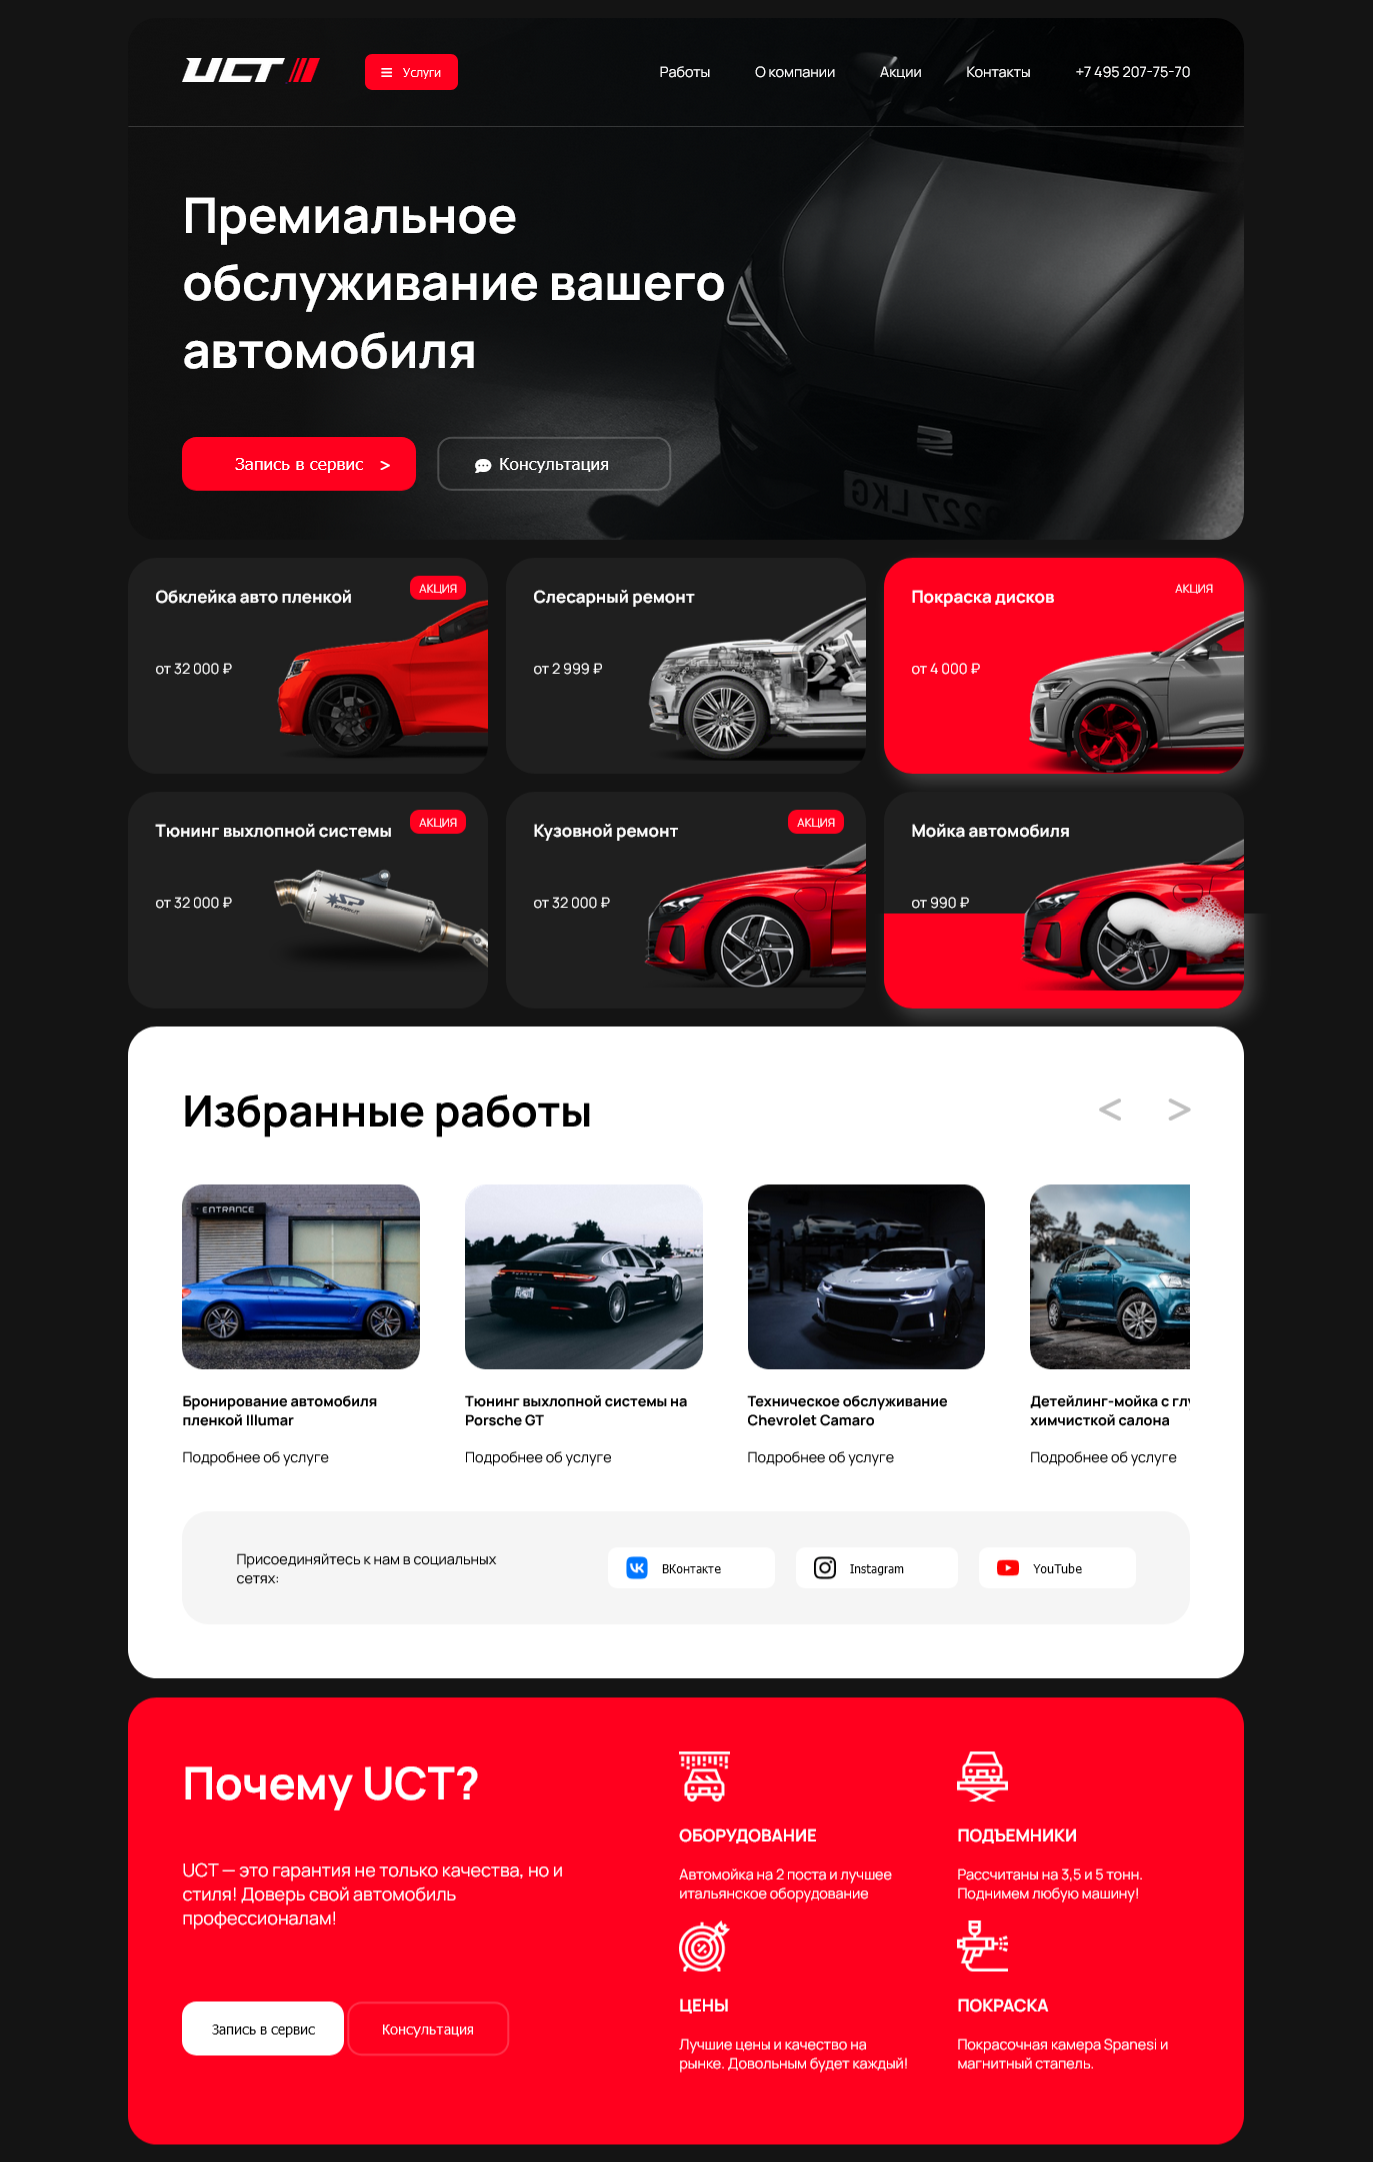 UCT
Услуги
Работы
О компании
Акции
Контакты
+7 495 207-75-70
Премиальное
обслуживание вашего
автомобиля
Запись в сервис >
Консультация
0227 LKG
Обклейка авто пленкой
АКЦИЯ
от 32 000 ₽
Слесарный ремонт
от 2 999 ₽
Покраска дисков
АКЦИЯ
от 4 000 ₽
Тюнинг выхлопной системы
АКЦИЯ
от 32 000 ₽
SP
Кузовной ремонт
АКЦИЯ
от 32 000 ₽
Мойка автомобиля
от 990 ₽
Избранные работы
< >
ENTRANCE
Бронирование автомобиля
пленкой Illumar
Подробнее об услуге
Тюнинг выхлопной системы на
Porsche GT
Подробнее об услуге
Техническое обслуживание
Chevrolet Camaro
Подробнее об услуге
Детейлинг-мойка с глу
химчисткой салона
Подробнее об услуге
Присоединяйтесь к нам в социальных
сетях:
ВКонтакте
Instagram
YouTube
Почему UCT?
UCT — это гарантия не только качества, но и
стиля! Доверь свой автомобиль
профессионалам!
Запись в сервис
Консультация
ОБОРУДОВАНИЕ
Автомойка на 2 поста и лучшее
итальянское оборудование
ПОДЪЕМНИКИ
Рассчитаны на 3,5 и 5 тонн.
Поднимем любую машину!
ЦЕНЫ
Лучшие цены и качество на
рынке. Довольным будет каждый!
ПОКРАСКА
Покрасочная камера Spanesi и
магнитный стапель.